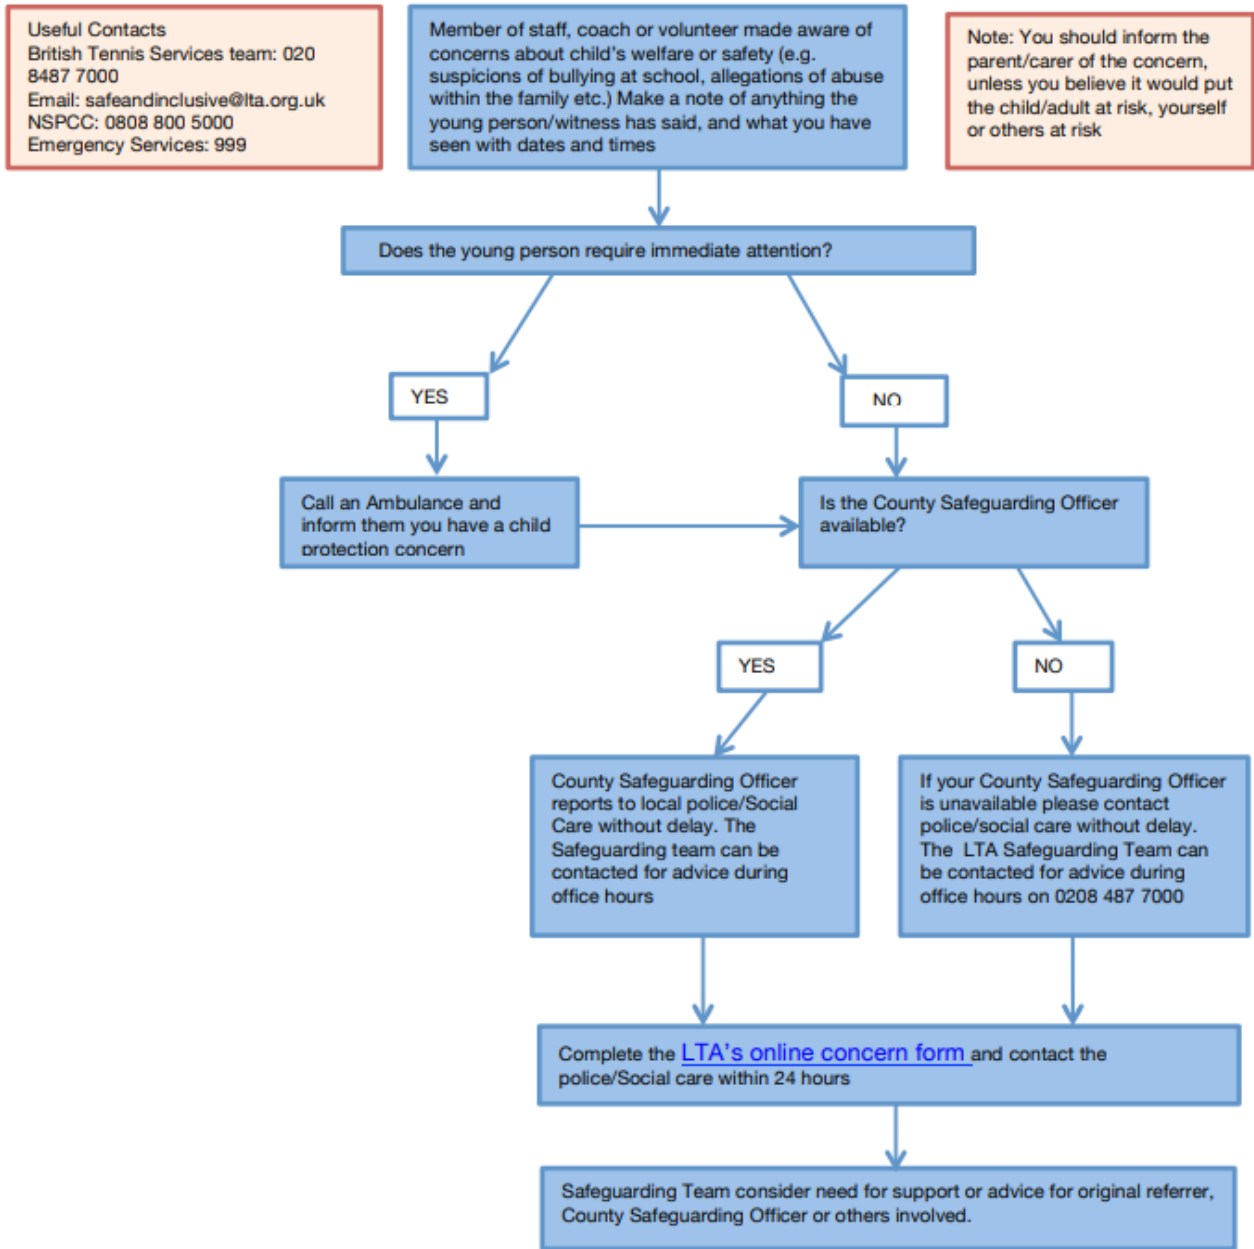 Useful Contacts
British Tennis Services team: 020
8487 7000
Email: safeandinclusive@lta.org.uk
NSPCC: 0808 800 5000
Emergency Services: 999
Member of staff, coach or volunteer made aware of
concerns about child's welfare or safety (e.g.
suspicions of bullying at school, allegations of abuse
within the family etc.) Make a note of anything the
young person/witness has said, and what you have
seen with dates and times
Note: You should inform the
parent/carer of the concern,
unless you believe it would put
the child/adult at risk, yourself
or others at risk
Does the young person require immediate attention?
YES
NO
Call an Ambulance and
inform them you have a child
protection concern
Is the County Safeguarding Officer
available?
YES
NO
County Safeguarding Officer
reports to local police/Social
Care without delay. The
Safeguarding team can be
contacted for advice during
office hours
If your County Safeguarding Officer
is unavailable please contact
police/social care without delay.
The LTA Safeguarding Team can
be contacted for advice during
office hours on 0208 487 7000
Complete the LTA's online concern form and contact the
police/Social care within 24 hours
Safeguarding Team consider need for support or advice for original referrer,
County Safeguarding Officer or others involved.